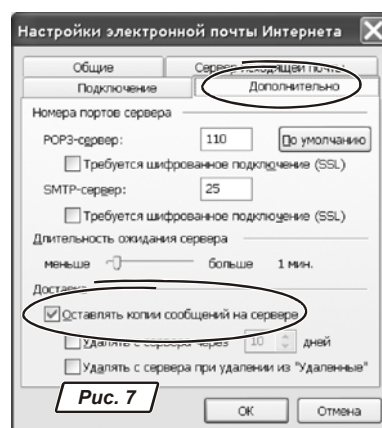 Настройки электронной почты Интернета
Общие Сервер исходящей почты
Подключение Дополнительно
Номера портов сервера
POP3-сервер: 110 По умолчанию
Требуется шифрованное подключение (SSL)
SMTP-сервер: 25
Требуется шифрованное подключение (SSL)
Длительность ожидания сервера
меньше больше 1 мин.
Доставка
Оставлять копии сообщений на сервере
Удалять с сервера через 10 дней
Удалять с сервера при удалении из "Удаленные"
Рис. 7
ОК Отмена